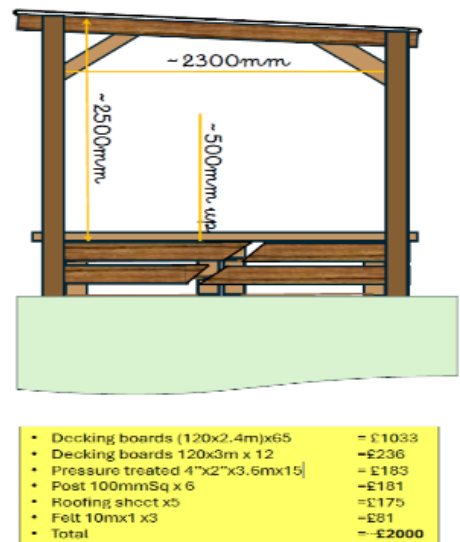 ~2300mm
~2500mm
~500mm up
• Decking boards (120x2.4m)x65 = £1033
• Decking boards 120x3m x 12 =£236
• Pressure treated 4"x2"x3.6mx15 = £183
• Post 100mmSq x 6 =£181
• Roofing sheet x5 =£175
• Felt 10mx1 x3 =£81
• Total =~£2000